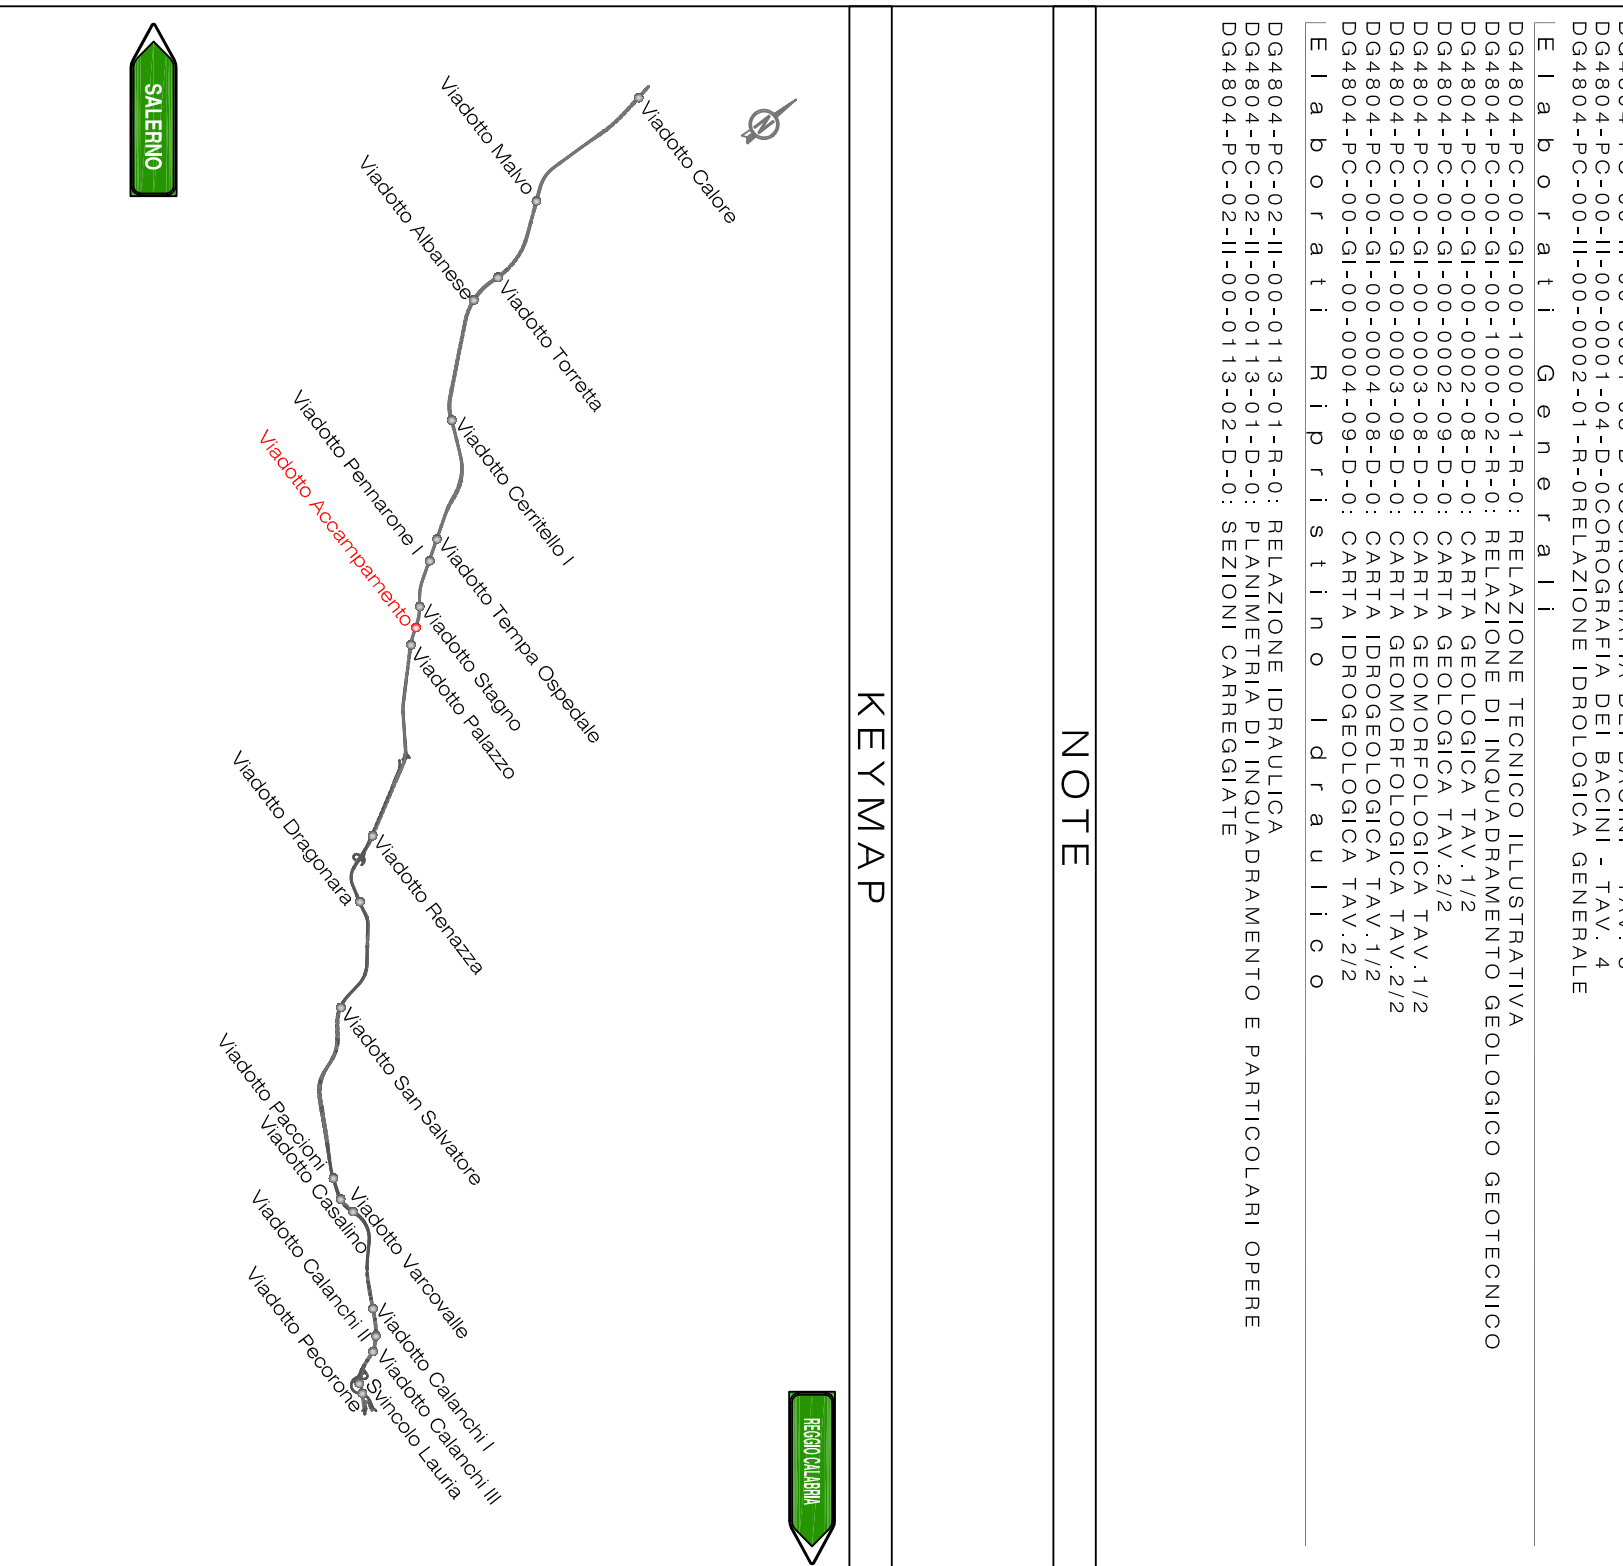 DG4804-PC-00-II-00-0001-04-D-0COROGRAFIA DEI BACINI - TAV. 4
DG4804-PC-00-II-00-0002-01-R-0RELAZIONE IDROLOGICA GENERALE
Elaborati Generali
DG4804-PC-00-GI-00-1000-01-R-0: RELAZIONE TECNICO ILLUSTRATIVA
DG4804-PC-00-GI-00-1000-02-R-0: RELAZIONE DI INQUADRAMENTO GEOLOGICO GEOTECNICO
DG4804-PC-00-GI-00-0002-08-D-0: CARTA GEOLOGICA TAV.1/2
DG4804-PC-00-GI-00-0002-09-D-0: CARTA GEOLOGICA TAV.2/2
DG4804-PC-00-GI-00-0003-08-D-0: CARTA GEOMORFOLOGICA TAV.1/2
DG4804-PC-00-GI-00-0003-09-D-0: CARTA GEOMORFOLOGICA TAV.2/2
DG4804-PC-00-GI-00-0004-08-D-0: CARTA IDROGEOLOGICA TAV.1/2
DG4804-PC-00-GI-00-0004-09-D-0: CARTA IDROGEOLOGICA TAV.2/2
Elaborati Ripristino Idraulico
DG4804-PC-02-II-00-0113-01-R-0: RELAZIONE IDRAULICA
DG4804-PC-02-II-00-0113-01-D-0: PLANIMETRIA DI INQUADRAMENTO E PARTICOLARI OPERE
DG4804-PC-02-II-00-0113-02-D-0: SEZIONI CARREGGIATE
NOTE
KEYMAP
N
Viadotto Calore
Viadotto Malvo
Viadotto Torretta
Viadotto Albanese
Viadotto Cerritello I
Viadotto Tempa Ospedale
Viadotto Pennarone I
Viadotto Stagno
Viadotto Accampamento
Viadotto Palazzo
Viadotto Renazza
Viadotto Dragonara
Viadotto San Salvatore
Viadotto Paccioni
Viadotto Casalino
Viadotto Varcovalle
Viadotto Calanchi I
Viadotto Calanchi II
Viadotto Calanchi III
Svincolo Lauria
Viadotto Pecorone
REGGIO CALABRIA
SALERNO